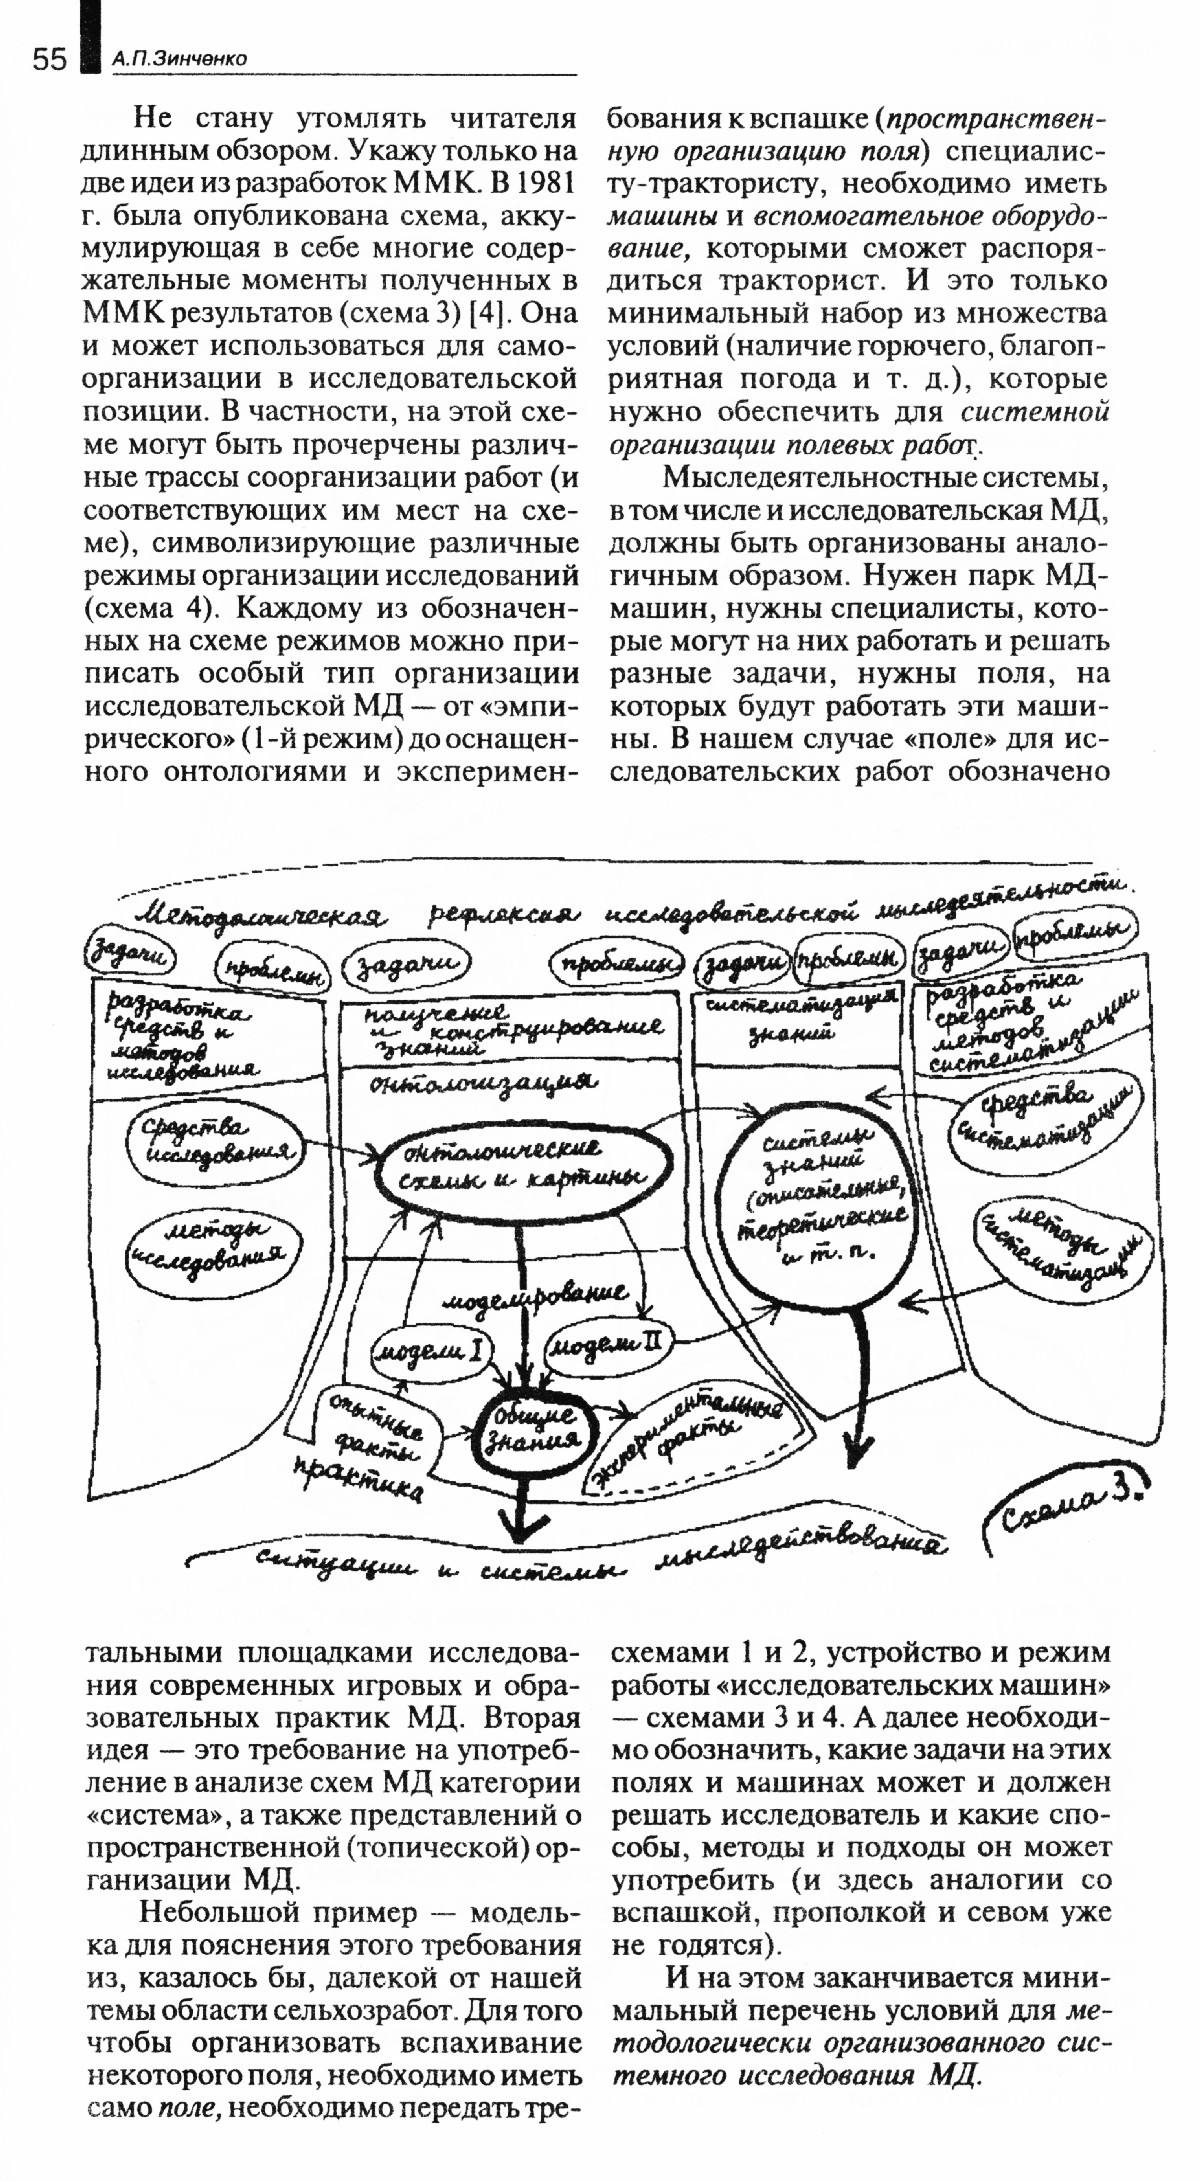 55
А.П.Зинченко
Не стану утомлять читателя
длинным обзором. Укажу только на
две идеи из разработок ММК. В 1981
г. была опубликована схема, акку-
мулирующая в себе многие содер-
жательные моменты полученных в
ММК результатов (схема 3) [4]. Она
и может использоваться для само-
организации в исследовательской
позиции. В частности, на этой схе-
ме могут быть прочерчены различ-
ные трассы соорганизации работ (и
соответствующих им мест на схе-
ме), символизирующие различные
режимы организации исследований
(схема 4). Каждому из обозначен-
ных на схеме режимов можно при-
писать особый тип организации
исследовательской МД — от «эмпи-
рического» (1-й режим) до оснащен-
ного онтологиями и эксперимен-
бования к вспашке (пространствен-
ную организацию поля) специалис-
ту-трактористу, необходимо иметь
машины и вспомогательное оборудо-
вание, которыми сможет распоря-
диться тракторист. И это только
минимальный набор из множества
условий (наличие горючего, благоп-
риятная погода и т. д.), которые
нужно обеспечить для системной
организации полевых работ.
Мыследеятельностные системы,
в том числе и исследовательская МД,
должны быть организованы анало-
гичным образом. Нужен парк МД-
машин, нужны специалисты, кото-
рые могут на них работать и решать
разные задачи, нужны поля, на
которых будут работать эти маши-
ны. В нашем случае «поле» для ис-
следовательских работ обозначено
Методологическая рефлексия исследовательской мыследеятельности.
задачи
проблемы
задачи
проблемы
задачи
проблемы
задачи
проблемы
разработка
средств и
методов
исследования
получение
и конструирование
знаний
систематизация
знаний
разработка
средств и
методов
систематизации
онтологизация
средства
исследования
онтологические
схемы и картины
системы
знаний
(описательные,
теоретические
и т. п.
средства
систематизации
методы
исследования
методы
систематизации
моделирование
модели I
модели II
опытные
факты
практика
общие
знания
экспериментальные
факты
Схема 3.
ситуации и системы мыследействования
тальными площадками исследова-
ния современных игровых и обра-
зовательных практик МД. Вторая
идея — это требование на употреб-
ление в анализе схем МД категории
«система», а также представлений о
пространственной (топической) ор-
ганизации МД.
Небольшой пример — модель-
ка для пояснения этого требования
из, казалось бы, далекой от нашей
темы области сельхозработ. Для того
чтобы организовать вспахивание
некоторого поля, необходимо иметь
само поле, необходимо передать тре-
схемами 1 и 2, устройство и режим
работы «исследовательских машин»
— схемами 3 и 4. А далее необходи-
мо обозначить, какие задачи на этих
полях и машинах может и должен
решать исследователь и какие спо-
собы, методы и подходы он может
употребить (и здесь аналогии со
вспашкой, прополкой и севом уже
не годятся).
И на этом заканчивается мини-
мальный перечень условий для ме-
тодологически организованного сис-
темного исследования МД.